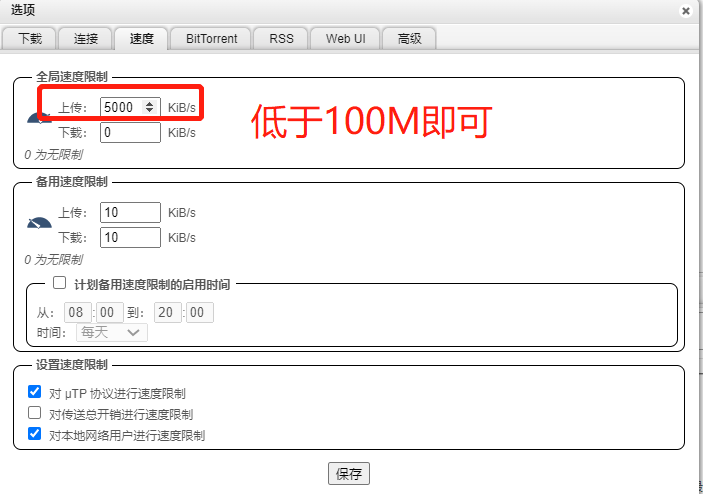 选项
下载 连接 速度 BitTorrent RSS Web UI 高级
全局速度限制
上传： 5000 KiB/s
下载： 0 KiB/s
0 为无限制
低于100M即可
备用速度限制
上传： 10 KiB/s
下载： 10 KiB/s
0 为无限制
计划备用速度限制的启用时间
从： 08:00 到： 20:00
时间： 每天
设置速度限制
对 µTP 协议进行速度限制
对传送总开销进行速度限制
对本地网络用户进行速度限制
保存